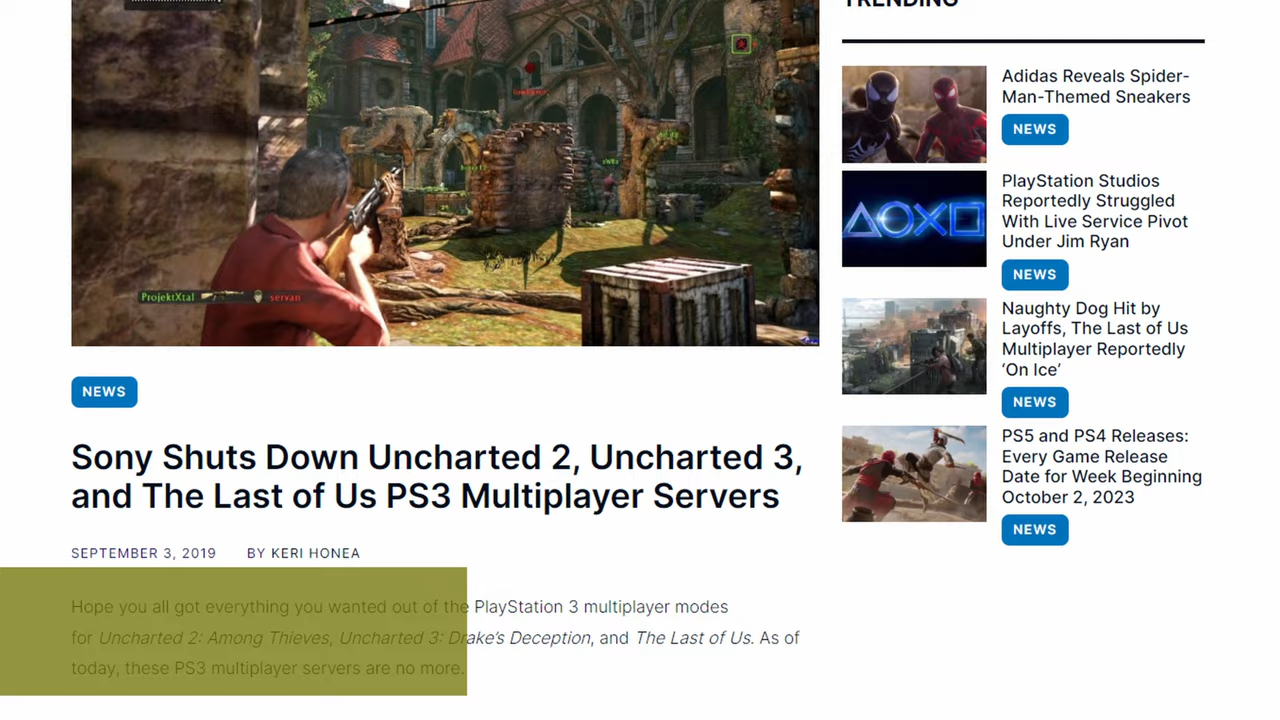 ProjektXtal servan
NEWS
Sony Shuts Down Uncharted 2, Uncharted 3,
and The Last of Us PS3 Multiplayer Servers
SEPTEMBER 3, 2019 BY KERI HONEA
Hope you all got everything you wanted out of the PlayStation 3 multiplayer modes
for Uncharted 2: Among Thieves, Uncharted 3: Drake's Deception, and The Last of Us. As of
today, these PS3 multiplayer servers are no more.
TRENDING
Adidas Reveals Spider-
Man-Themed Sneakers
NEWS
PlayStation Studios
Reportedly Struggled
With Live Service Pivot
Under Jim Ryan
NEWS
Naughty Dog Hit by
Layoffs, The Last of Us
Multiplayer Reportedly
‘On Ice’
NEWS
PS5 and PS4 Releases:
Every Game Release
Date for Week Beginning
October 2, 2023
NEWS